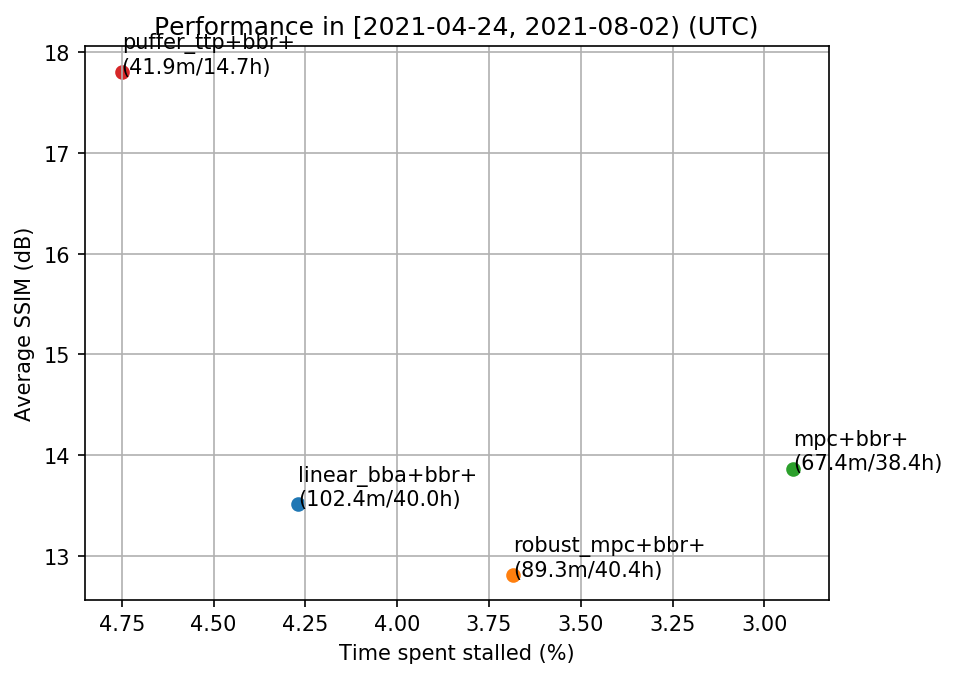 Performance in [2021-04-24, 2021-08-02) (UTC)
puffer_ttp+bbr+
(41.9m/14.7h)
mpc+bbr+
(67.4m/38.4h)
linear_bba+bbr+
(102.4m/40.0h)
robust_mpc+bbr+
(89.3m/40.4h)
18
17
16
15
14
13
Average SSIM (dB)
4.75 4.50 4.25 4.00 3.75 3.50 3.25 3.00
Time spent stalled (%)